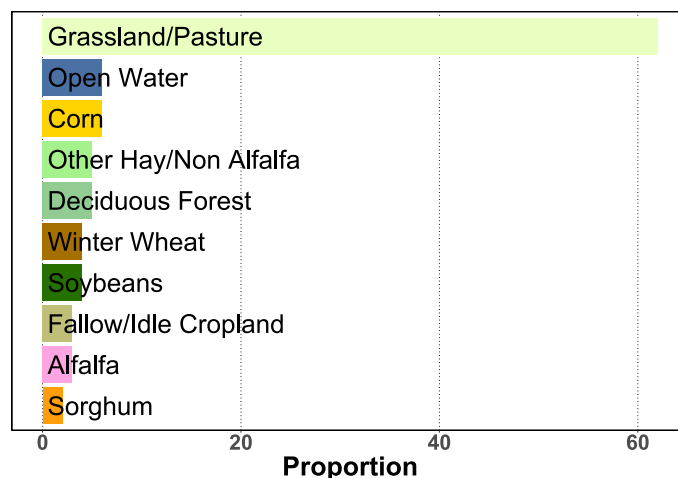 Grassland/Pasture
Open Water
Corn
Other Hay/Non Alfalfa
Deciduous Forest
Winter Wheat
Soybeans
Fallow/Idle Cropland
Alfalfa
Sorghum
0 20 40 60
Proportion